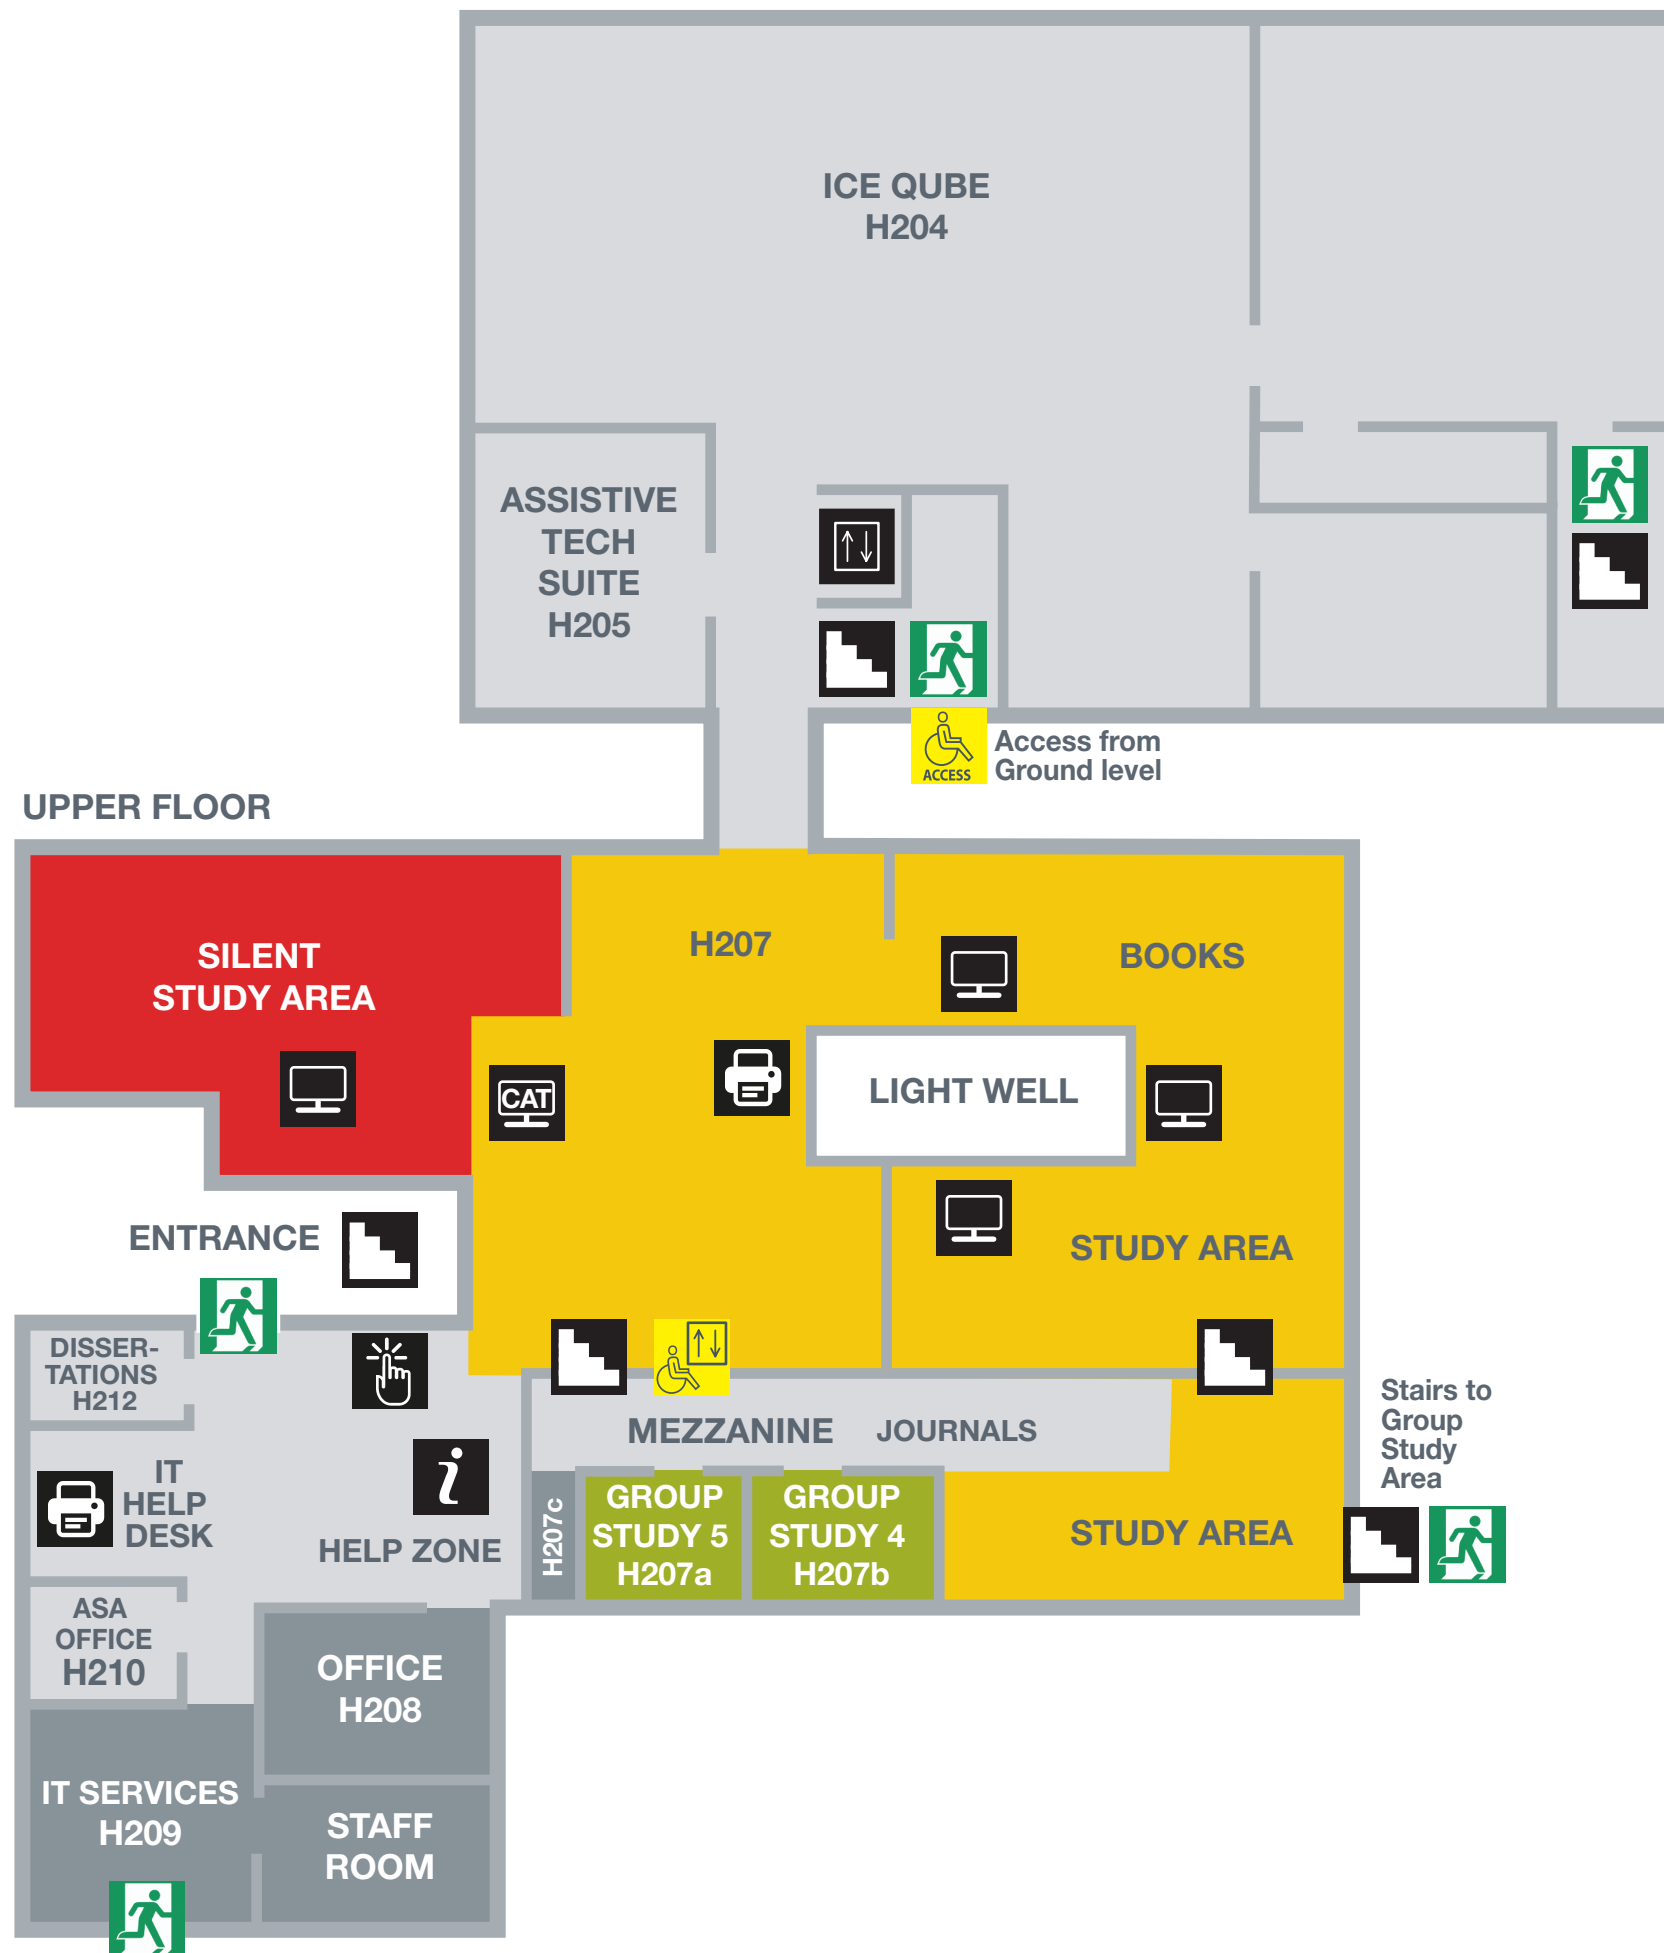 ICE QUBE
H204
ASSISTIVE
TECH
SUITE
H205
ACCESS
Access from
Ground level
UPPER FLOOR
SILENT
STUDY AREA
H207
BOOKS
CAT
LIGHT WELL
ENTRANCE
STUDY AREA
DISSER-
TATIONS
H212
MEZZANINE
JOURNALS
Stairs to
Group
Study
Area
IT
HELP
DESK
i
HELP ZONE
H207c
GROUP
STUDY 5
H207a
GROUP
STUDY 4
H207b
STUDY AREA
ASA
OFFICE
H210
OFFICE
H208
IT SERVICES
H209
STAFF
ROOM